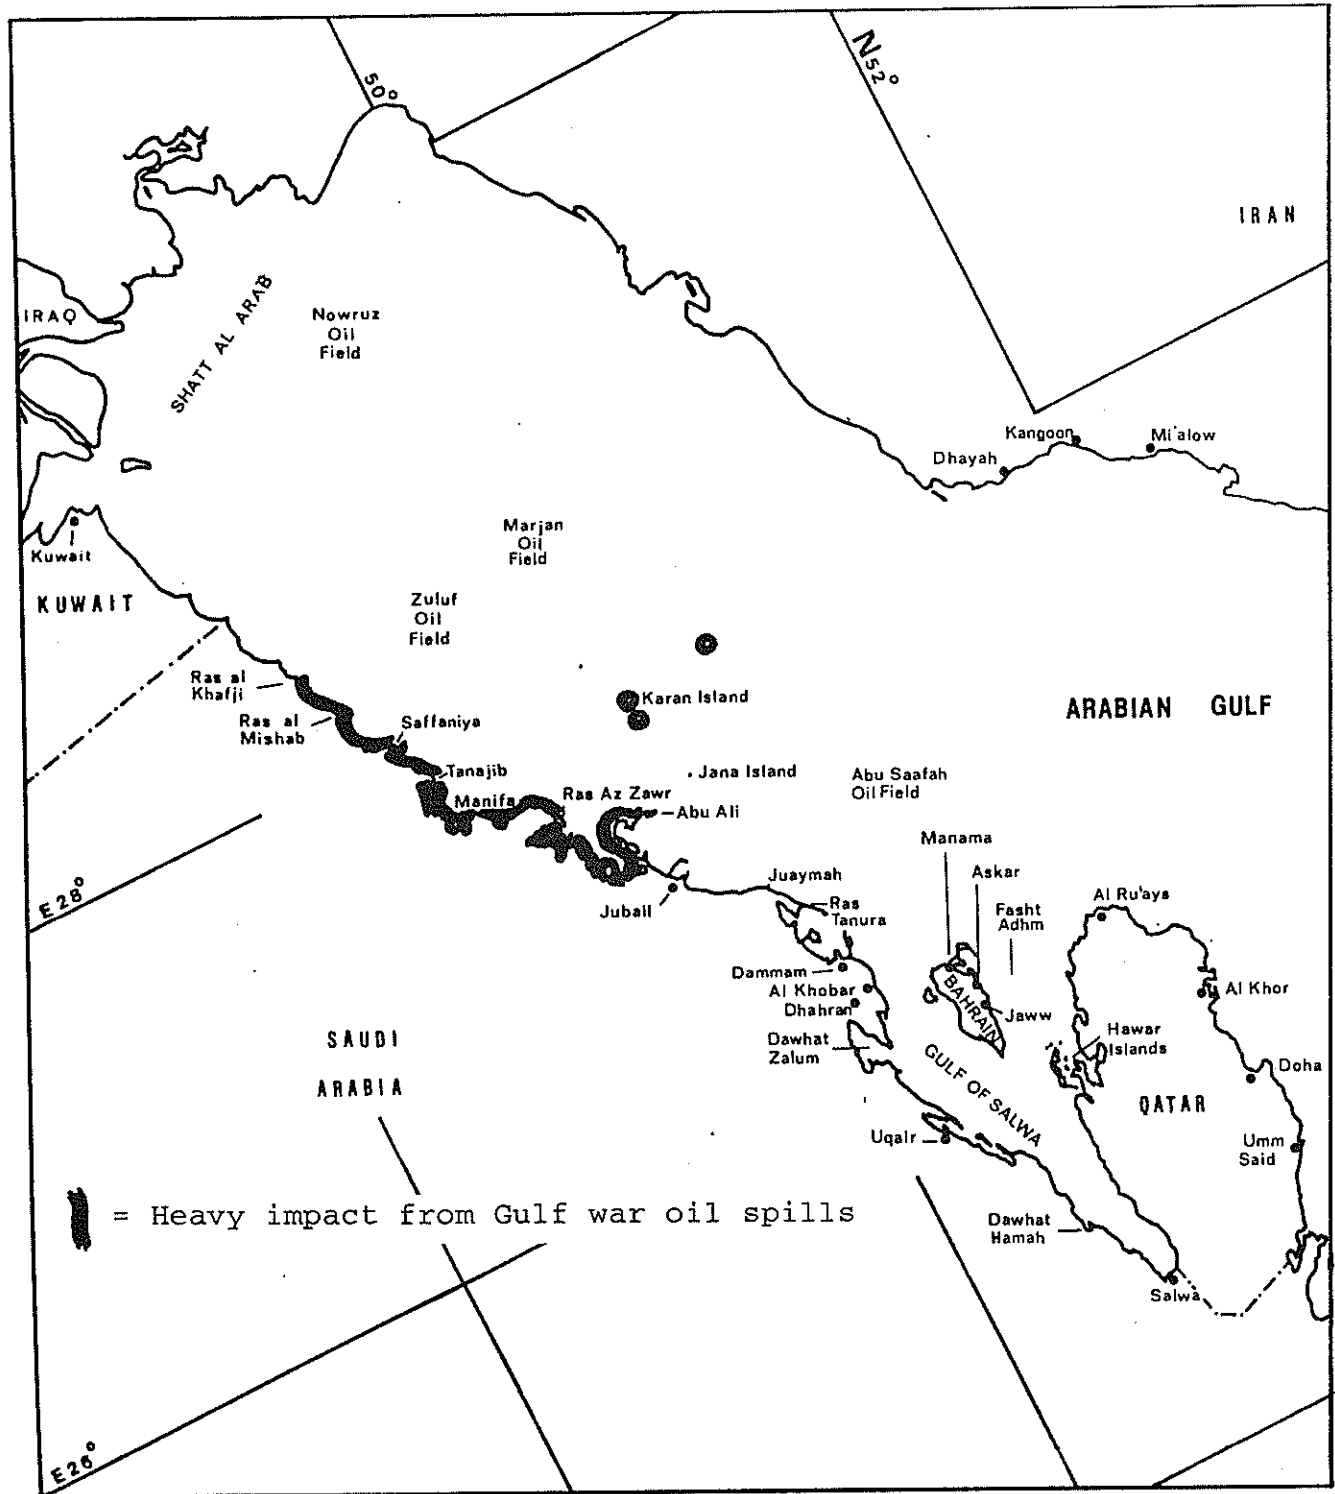 50°
N52°
IRAN
IRAQ
SHATT AL ARAB
Nowruz
Oil
Field
Kangoon
Mi'alow
Dhayah
Kuwait
KUWAIT
Marjan
Oil
Field
Zuluf
Oil
Field
Ras al
Khafji
Ras al
Mishab
Saffaniya
Karan Island
ARABIAN GULF
Tanajib
Manifa
Ras Az Zawr
Jana Island
Abu Ali
Abu Saafah
Oil Field
E28°
Jubail
Juaymah
Ras
Tanura
Manama
Askar
Fasht
Adhm
Al Ru'ays
Dammam
Al Khobar
Dhahran
BAHRAIN
Jaww
Al Khor
Dawhat
Zalum
Hawar
Islands
GULF OF SALWA
Doha
QATAR
SAUDI
ARABIA
Uqair
Umm
Said
= Heavy impact from Gulf war oil spills
Dawhat
Hamah
Salwa
E26°